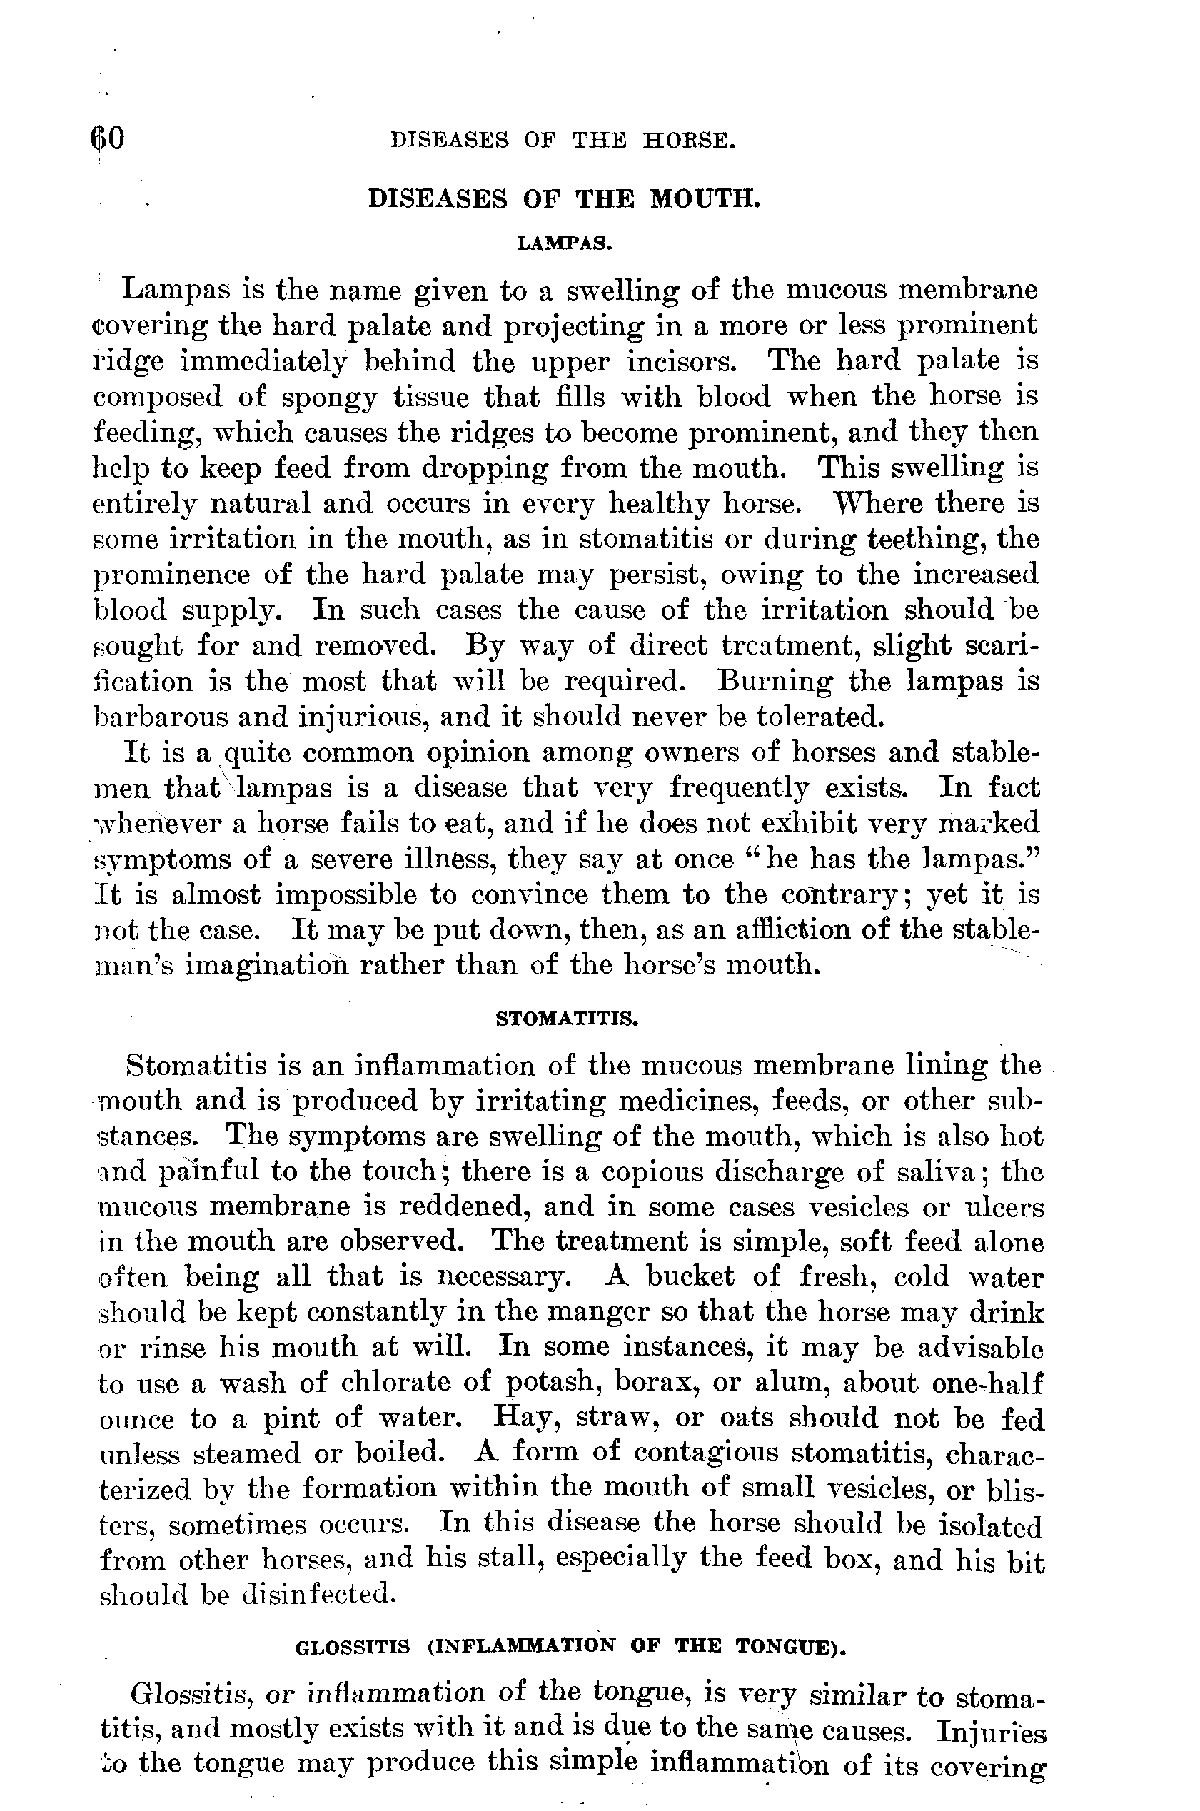 60 DISEASES OF THE HORSE.
DISEASES OF THE MOUTH.
LAMPAS.
Lampas is the name given to a swelling of the mucous membrane
covering the hard palate and projecting in a more or less prominent
ridge immediately behind the upper incisors. The hard palate is
composed of spongy tissue that fills with blood when the horse is
feeding, which causes the ridges to become prominent, and they then
help to keep feed from dropping from the mouth. This swelling is
entirely natural and occurs in every healthy horse. Where there is
some irritation in the mouth, as in stomatitis or during teething, the
prominence of the hard palate may persist, owing to the increased
blood supply. In such cases the cause of the irritation should be
sought for and removed. By way of direct treatment, slight scari-
fication is the most that will be required. Burning the lampas is
barbarous and injurious, and it should never be tolerated.
It is a quite common opinion among owners of horses and stable-
men that lampas is a disease that very frequently exists. In fact
whenever a horse fails to eat, and if he does not exhibit very marked
symptoms of a severe illness, they say at once "he has the lampas."
It is almost impossible to convince them to the contrary; yet it is
not the case. It may be put down, then, as an affliction of the stable-
man's imagination rather than of the horse's mouth.
STOMATITIS.
Stomatitis is an inflammation of the mucous membrane lining the
mouth and is produced by irritating medicines, feeds, or other sub-
stances. The symptoms are swelling of the mouth, which is also hot
and painful to the touch; there is a copious discharge of saliva; the
mucous membrane is reddened, and in some cases vesicles or ulcers
in the mouth are observed. The treatment is simple, soft feed alone
often being all that is necessary. A bucket of fresh, cold water
should be kept constantly in the manger so that the horse may drink
or rinse his mouth at will. In some instances, it may be advisable
to use a wash of chlorate of potash, borax, or alum, about one-half
ounce to a pint of water. Hay, straw, or oats should not be fed
unless steamed or boiled. A form of contagious stomatitis, charac-
terized by the formation within the mouth of small vesicles, or blis-
ters, sometimes occurs. In this disease the horse should be isolated
from other horses, and his stall, especially the feed box, and his bit
should be disinfected.
GLOSSITIS (INFLAMMATION OF THE TONGUE).
Glossitis, or inflammation of the tongue, is very similar to stoma-
titis, and mostly exists with it and is due to the same causes. Injuries
to the tongue may produce this simple inflammation of its covering